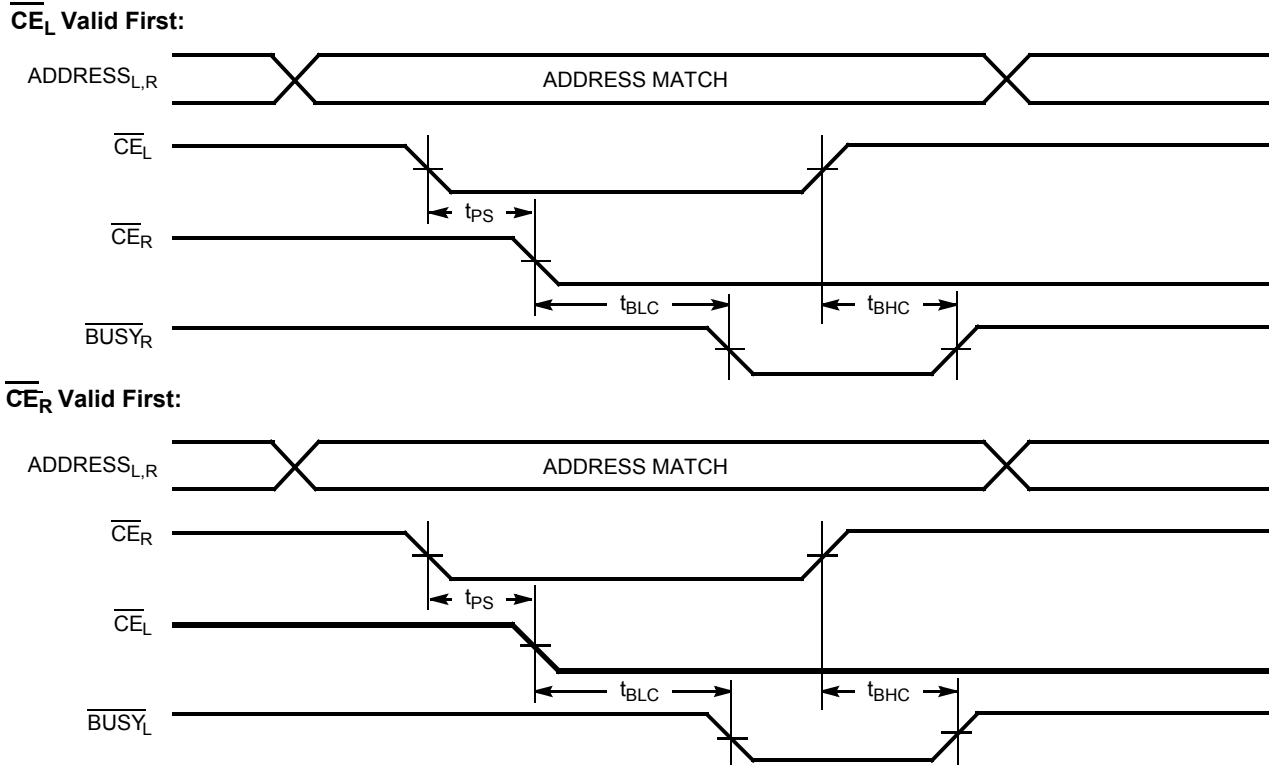 CE_L Valid First:
ADDRESS_L,R
ADDRESS MATCH
CE_L
t_PS
CE_R
t_BLC
t_BHC
BUSY_R
CE_R Valid First:
ADDRESS_L,R
ADDRESS MATCH
CE_R
t_PS
CE_L
t_BLC
t_BHC
BUSY_L